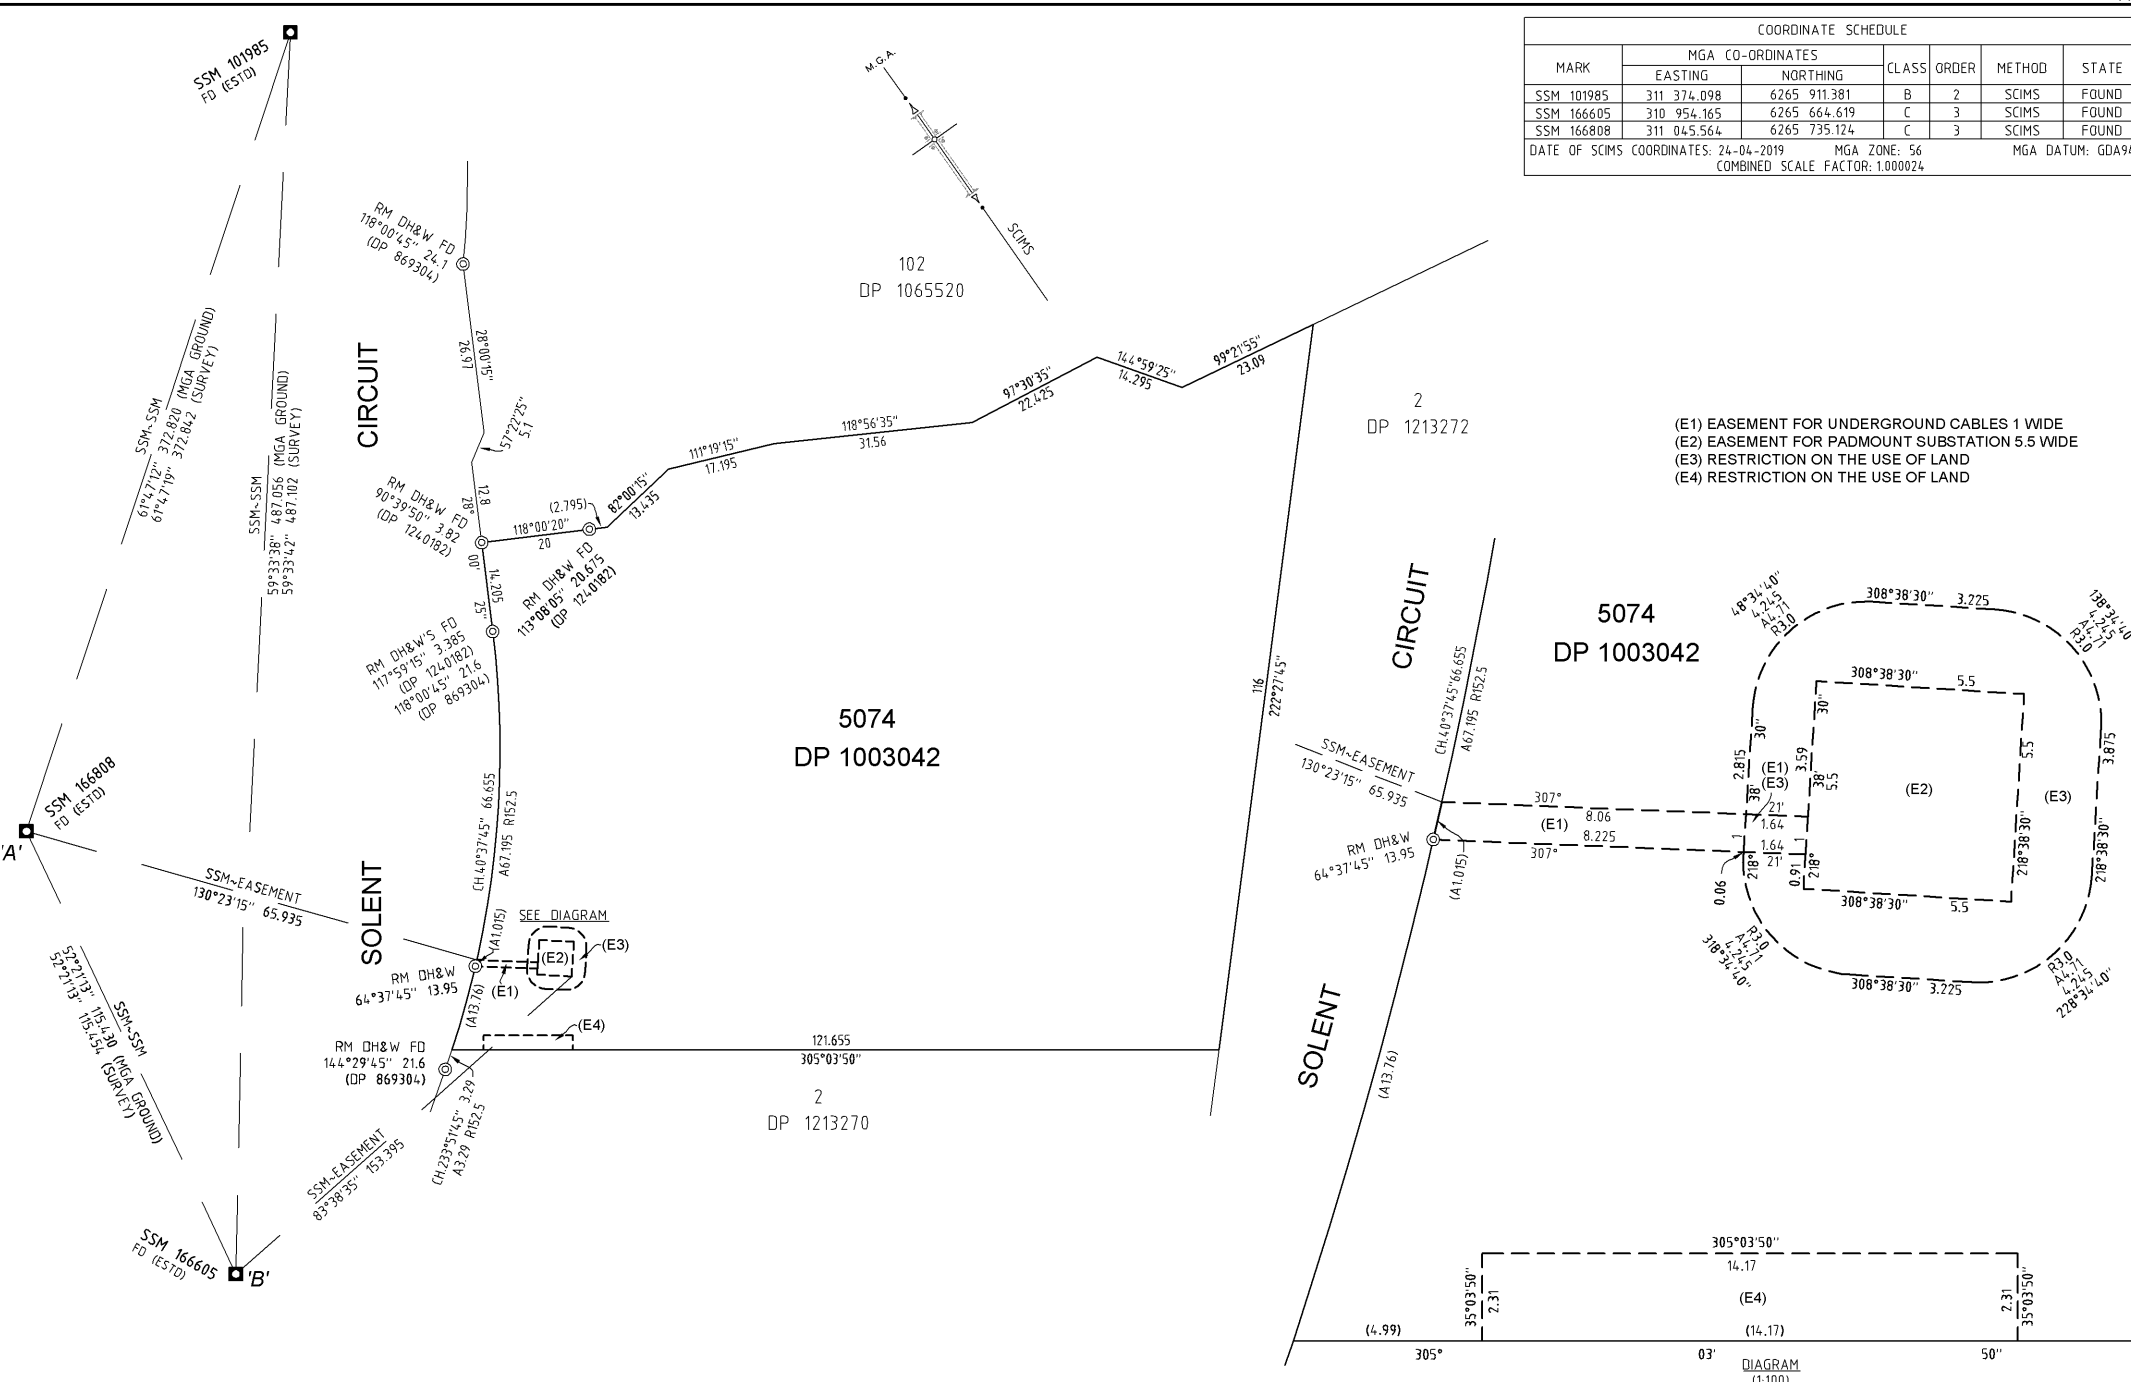 COORDINATE SCHEDULE
MARK
MGA CO-ORDINATES
CLASS
ORDER
METHOD
STATE
EASTING
NORTHING
SSM 101985 311 374.098 6265 911.381 B 2 SCIMS FOUND
SSM 166605 310 954.165 6265 664.619 C 3 SCIMS FOUND
SSM 166808 311 045.564 6265 735.124 C 3 SCIMS FOUND
DATE OF SCIMS COORDINATES: 24-04-2019 MGA ZONE: 56 MGA DATUM: GDA94
COMBINED SCALE FACTOR: 1.000024
SSM 101985
FD (ESTD)
M.G.A.
SCIMS
RM DH&W FD
118°00'45" 24.1
(DP 869304)
102
DP 1065520
SSM~SSM
61°47'12" 372.820 (MGA GROUND)
61°47'19" 372.842 (SURVEY)
SSM~SSM
59°33'38" 487.056 (MGA GROUND)
59°33'42" 487.102 (SURVEY)
CIRCUIT
28°00'15"
26.97
57°22'25"
5.1
12.8
28°
00'
25"
14.205
RM DH&W FD
90°39'50" 3.82
(DP 1240182)
118°00'20"
20
(2.795)
82°00'15"
13.435
111°19'15"
17.195
118°56'35"
31.56
97°30'35"
22.425
144°59'25"
14.295
99°21'55"
23.09
RM DH&W FD
113°08'05" 20.675
(DP 1240182)
RM DH&W'S FD
117°59'15" 3.385
(DP 1240182)
118°00'45" 21.6
(DP 869304)
2
DP 1213272
(E1) EASEMENT FOR UNDERGROUND CABLES 1 WIDE
(E2) EASEMENT FOR PADMOUNT SUBSTATION 5.5 WIDE
(E3) RESTRICTION ON THE USE OF LAND
(E4) RESTRICTION ON THE USE OF LAND
5074
DP 1003042
116
222°27'45"
CH.40°37'45" 66.655
A67.195 R152.5
SSM 166808
FD (ESTD)
'A'
SSM~EASEMENT
130°23'15" 65.935
SOLENT
(A1.015)
SEE DIAGRAM
(E3)
(E2)
(E1)
RM DH&W
64°37'45" 13.95
(A13.76)
(E4)
RM DH&W FD
144°29'45" 21.6
(DP 869304)
121.655
305°03'50"
2
DP 1213270
CH.233°51'45" 3.29
A3.29 R152.5
SSM~SSM
52°21'13" 115.430 (MGA GROUND)
52°21'13" 115.454 (SURVEY)
SSM~EASEMENT
83°38'35" 153.395
SSM 166605
FD (ESTD)
'B'
CIRCUIT
5074
DP 1003042
CH.40°37'45"66.655
A67.195 R152.5
SSM~EASEMENT
130°23'15" 65.935
RM DH&W
64°37'45" 13.95
(A1.015)
307°
8.06
(E1)
8.225
307°
48°34'40"
4.245
A4.71
R3.0
308°38'30" 3.225
138°34'40"
4.245
A4.71
R3.0
308°38'30"
5.5
30"
30"
2.815
38'
(E1)
(E3)
3.59
38'
5.5
(E2)
5.5
(E3)
3.875
21'
1.64
1
1
1.64
21'
0.06
218°
0.91
218°
218°38'30"
218°38'30"
308°38'30"
5.5
R3.0
A4.71
4.245
318°34'40"
308°38'30" 3.225
R3.0
A4.71
4.245
228°34'40"
SOLENT
(A13.76)
305°03'50"
14.17
35°03'50"
2.31
(E4)
2.31
35°03'50"
(4.99)
(14.17)
305°
03'
50"
DIAGRAM
(1:100)